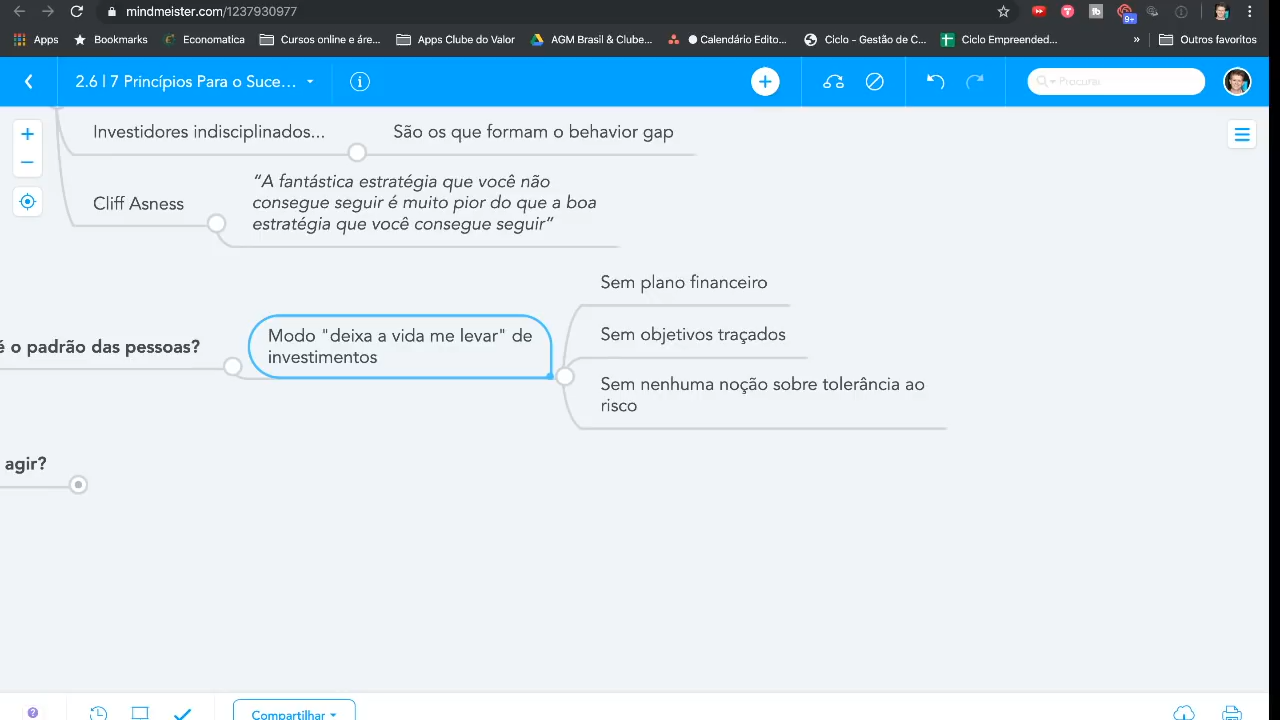 mindmeister.com/1237930977
9+
Apps
Bookmarks
Economatica
Cursos online e áre...
Apps Clube do Valor
AGM Brasil & Clube...
Calendário Edito...
Ciclo - Gestão de C...
Ciclo Empreended...
»
Outros favoritos
2.6 | 7 Princípios Para o Suce...
Procurar
Investidores indisciplinados...
São os que formam o behavior gap
Cliff Asness
“A fantástica estratégia que você não
consegue seguir é muito pior do que a boa
estratégia que você consegue seguir”
é o padrão das pessoas?
Modo "deixa a vida me levar" de
investimentos
Sem plano financeiro
Sem objetivos traçados
Sem nenhuma noção sobre tolerância ao
risco
agir?
?
Compartilhar